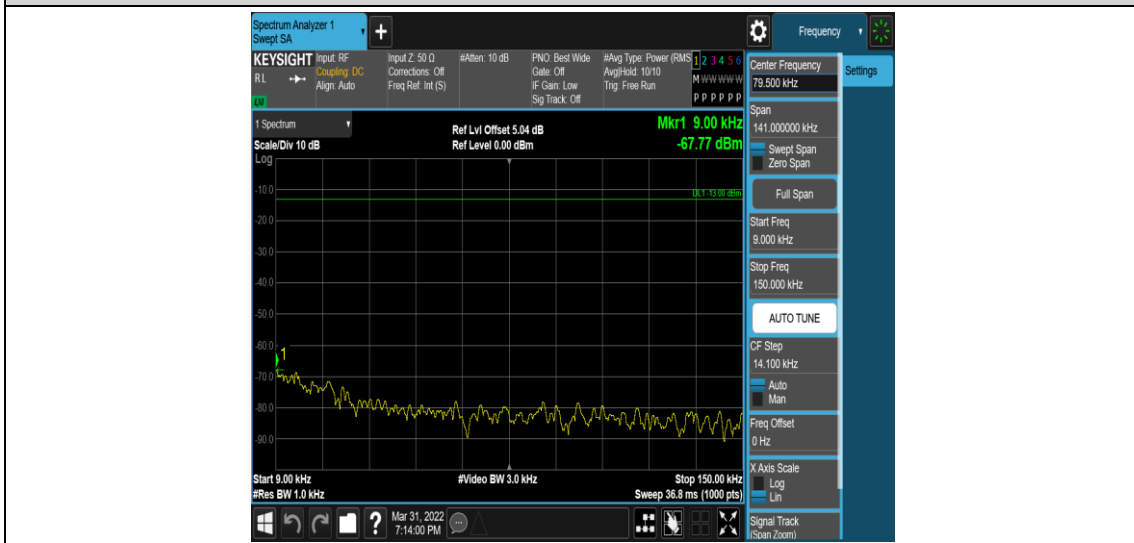 Spectrum Analyzer 1
Swept SA
+
Frequency
KEYSIGHT
RL
Input: RF
Coupling: DC
Align: Auto
Input Z: 50 Ω
Corrections: Off
Freq Ref: Int (S)
#Atten: 10 dB
PNO: Best Wide
Gate: Off
IF Gain: Low
Sig Track: Off
#Avg Type: Power (RMS
Avg|Hold: 10/10
Trig: Free Run
1 2 3 4 5 6
M W W W W W
P P P P P P
1 Spectrum
Scale/Div 10 dB
Log
Ref Lvl Offset 5.04 dB
Ref Level 0.00 dBm
Mkr1 9.00 kHz
-67.77 dBm
DL1 -13.00 dBm
-10.0
-20.0
-30.0
-40.0
-50.0
-60.0
1
-70.0
-80.0
-90.0
Start 9.00 kHz
#Res BW 1.0 kHz
#Video BW 3.0 kHz
Stop 150.00 kHz
Sweep 36.8 ms (1000 pts)
Center Frequency
79.500 kHz
Settings
Span
141.000000 kHz
Swept Span
Zero Span
Full Span
Start Freq
9.000 kHz
Stop Freq
150.000 kHz
AUTO TUNE
CF Step
14.100 kHz
Auto
Man
Freq Offset
0 Hz
X Axis Scale
Log
Lin
Signal Track
(Span Zoom)
?
Mar 31, 2022
7:14:00 PM